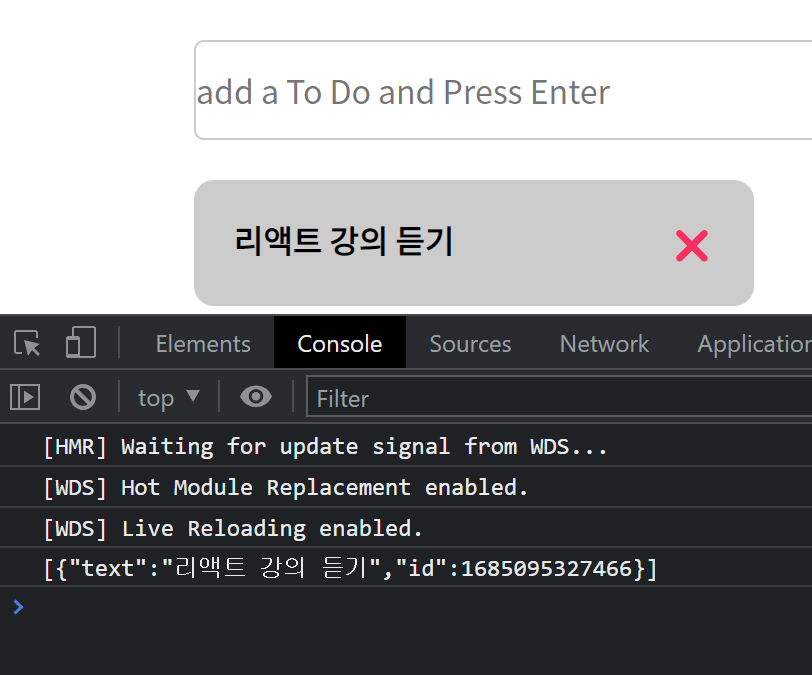 add a To Do and Press Enter
리액트 강의 듣기
Elements Console Sources Network Application
top Filter
[HMR] Waiting for update signal from WDS...
[WDS] Hot Module Replacement enabled.
[WDS] Live Reloading enabled.
[{"text":"리액트 강의 듣기","id":1685095327466}]